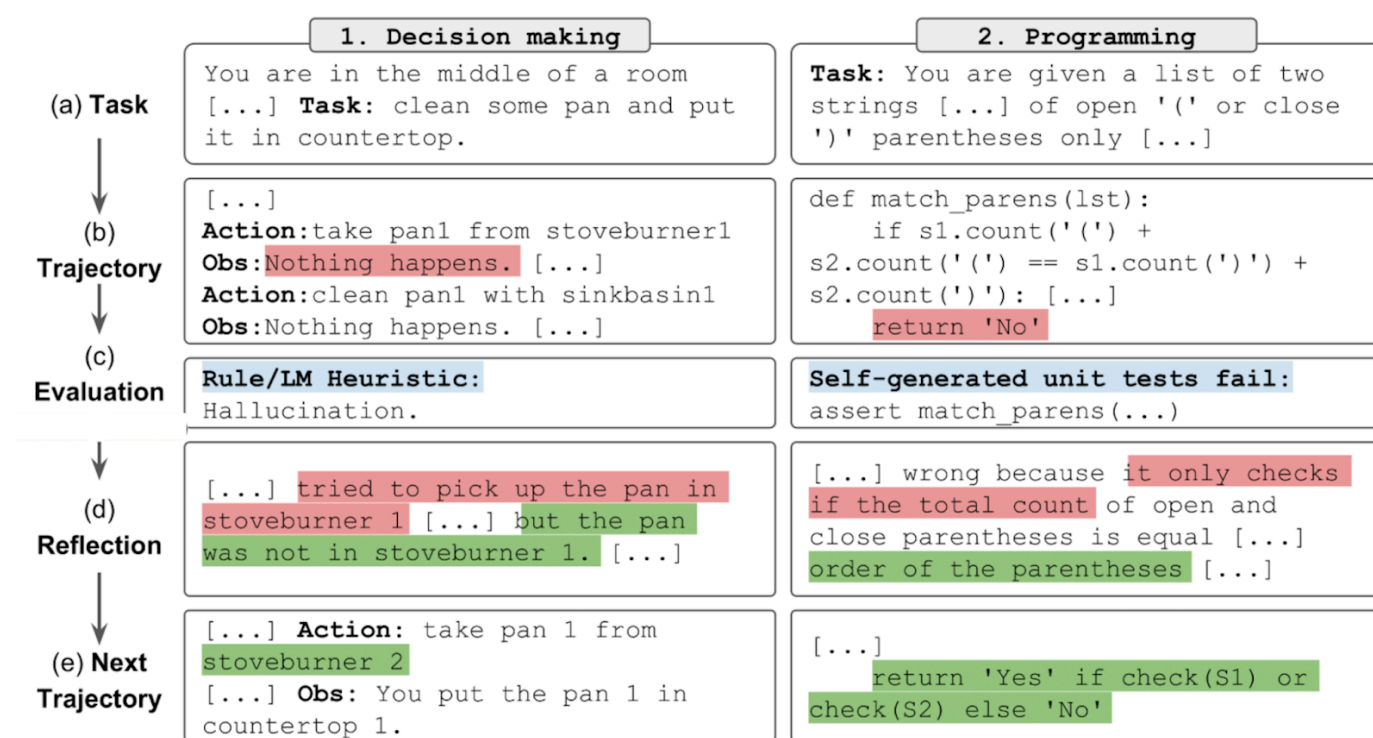 1. Decision making
2. Programming
(a) Task
You are in the middle of a room
[...] Task: clean some pan and put
it in countertop.
Task: You are given a list of two
strings [...] of open '(' or close
')' parentheses only [...]
(b)
Trajectory
[...]
Action:take pan1 from stoveburner1
Obs:Nothing happens. [...]
Action:clean pan1 with sinkbasin1
Obs:Nothing happens. [...]
def match_parens(lst):
    if s1.count('(') +
s2.count('(') == s1.count(')') +
s2.count(')'): [...]
    return 'No'
(c)
Evaluation
Rule/LM Heuristic:
Hallucination.
Self-generated unit tests fail:
assert match_parens(...)
(d)
Reflection
[...] tried to pick up the pan in
stoveburner 1 [...] but the pan
was not in stoveburner 1. [...]
[...] wrong because it only checks
if the total count of open and
close parentheses is equal [...]
order of the parentheses [...]
(e) Next
Trajectory
[...] Action: take pan 1 from
stoveburner 2
[...] Obs: You put the pan 1 in
countertop 1.
[...]
    return 'Yes' if check(S1) or
check(S2) else 'No'